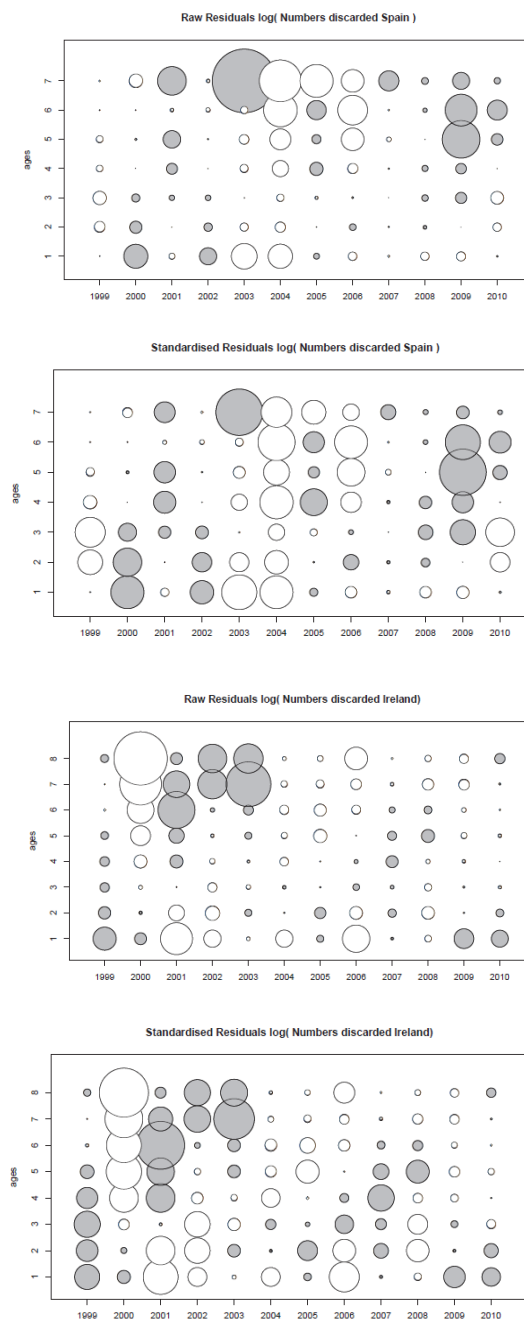 Raw Residuals log( Numbers discarded Spain )
7
6
5
4
3
2
1
ages
1999 2000 2001 2002 2003 2004 2005 2006 2007 2008 2009 2010
Standardised Residuals log( Numbers discarded Spain )
7
6
5
4
3
2
1
ages
1999 2000 2001 2002 2003 2004 2005 2006 2007 2008 2009 2010
Raw Residuals log( Numbers discarded Ireland)
8
7
6
5
4
3
2
1
ages
1999 2000 2001 2002 2003 2004 2005 2006 2007 2008 2009 2010
Standardised Residuals log( Numbers discarded Ireland)
8
7
6
5
4
3
2
1
ages
1999 2000 2001 2002 2003 2004 2005 2006 2007 2008 2009 2010